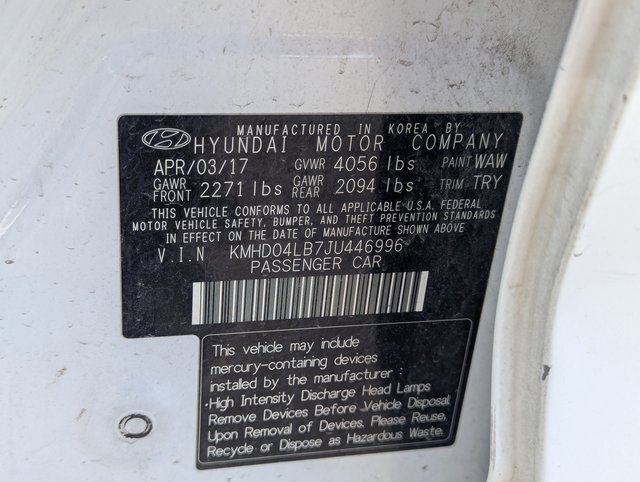 MANUFACTURED IN KOREA BY
HYUNDAI MOTOR COMPANY
APR/03/17 GVWR 4056 lbs PAINT WAW
GAWR FRONT 2271 lbs GAWR REAR 2094 lbs TRIM TRY
THIS VEHICLE CONFORMS TO ALL APPLICABLE U.S.A. FEDERAL
MOTOR VEHICLE SAFETY, BUMPER, AND THEFT PREVENTION STANDARDS
IN EFFECT ON THE DATE OF MANUFACTURE SHOWN ABOVE
V.I.N KMHD04LB7JU446996
PASSENGER CAR
This vehicle may include
mercury-containing devices
installed by the manufacturer :
·High Intensity Discharge Head Lamps
Remove Devices Before Vehicle Disposal
Upon Removal of Devices. Please Reuse,
Recycle or Dispose as Hazardous Waste.